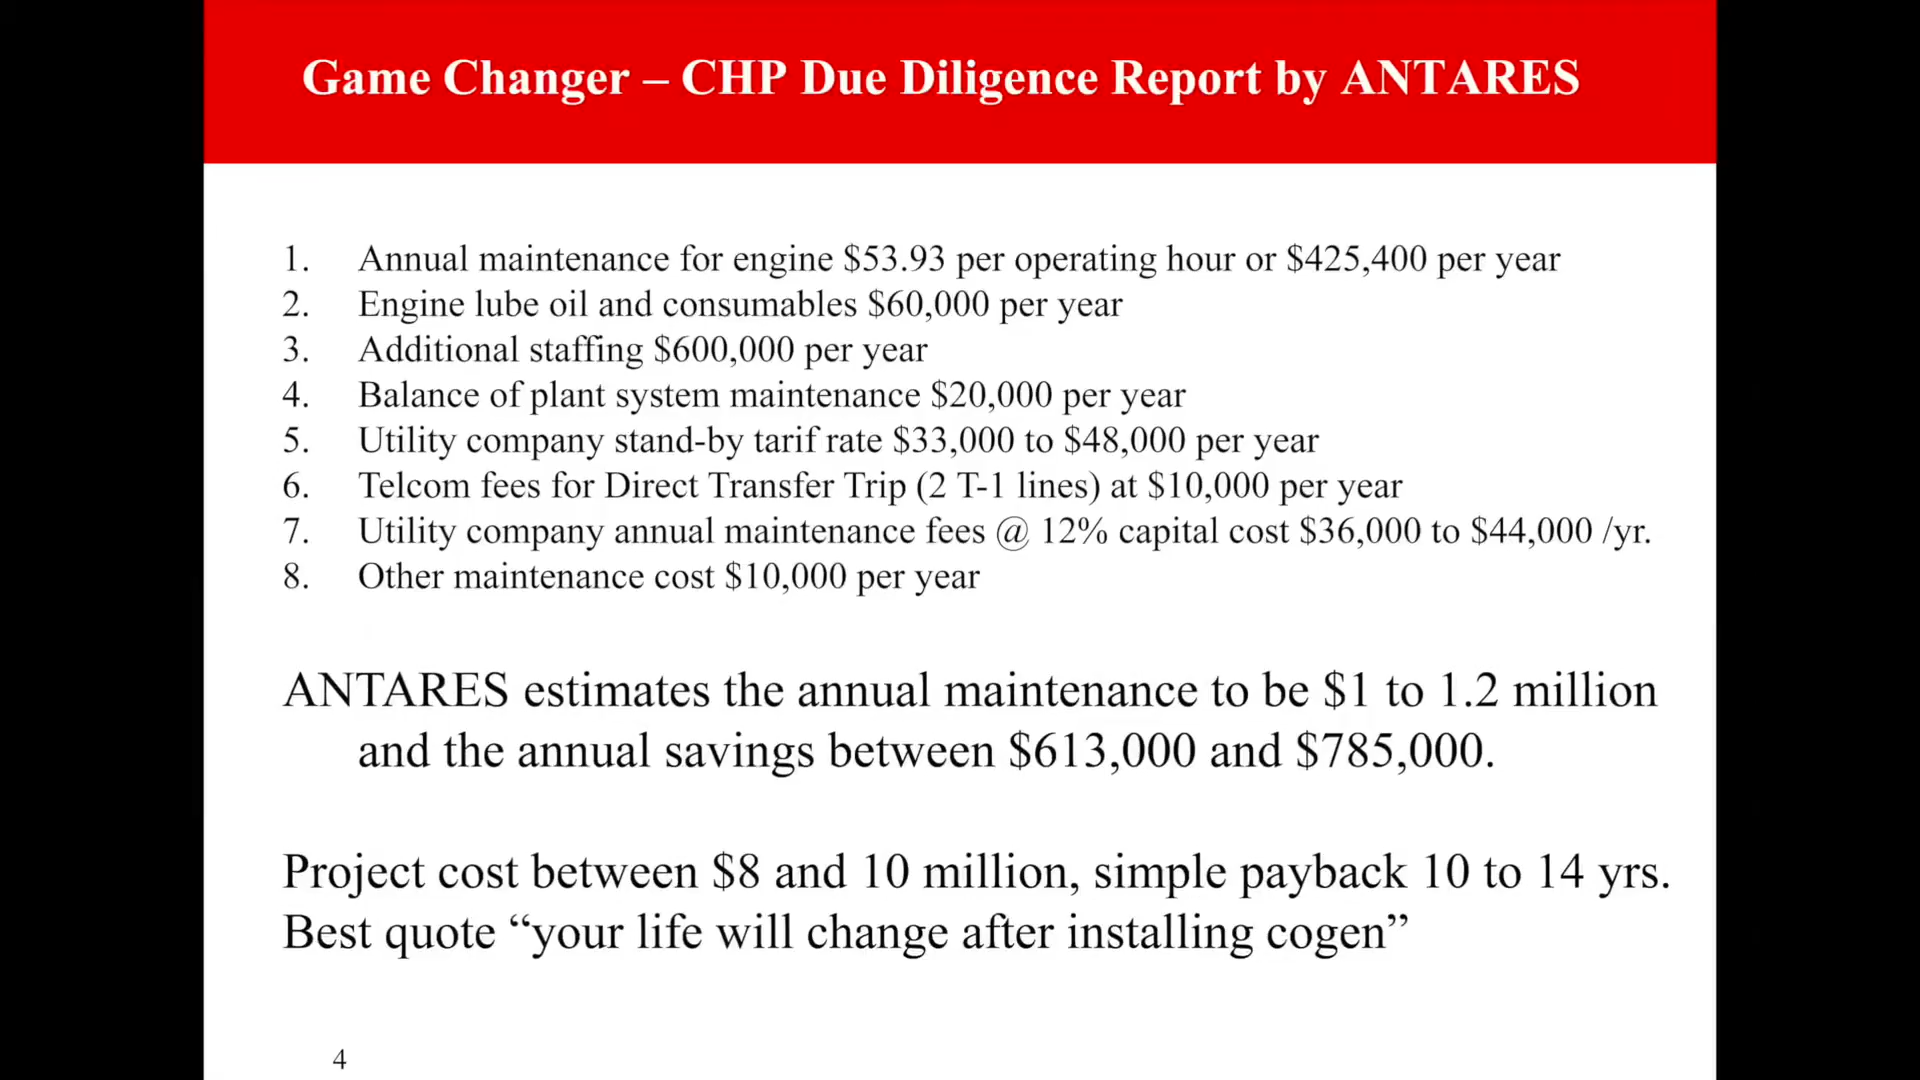 Game Changer – CHP Due Diligence Report by ANTARES
1. Annual maintenance for engine $53.93 per operating hour or $425,400 per year
2. Engine lube oil and consumables $60,000 per year
3. Additional staffing $600,000 per year
4. Balance of plant system maintenance $20,000 per year
5. Utility company stand-by tarif rate $33,000 to $48,000 per year
6. Telcom fees for Direct Transfer Trip (2 T-1 lines) at $10,000 per year
7. Utility company annual maintenance fees @ 12% capital cost $36,000 to $44,000 /yr.
8. Other maintenance cost $10,000 per year
ANTARES estimates the annual maintenance to be $1 to 1.2 million
and the annual savings between $613,000 and $785,000.
Project cost between $8 and 10 million, simple payback 10 to 14 yrs.
Best quote “your life will change after installing cogen”
4